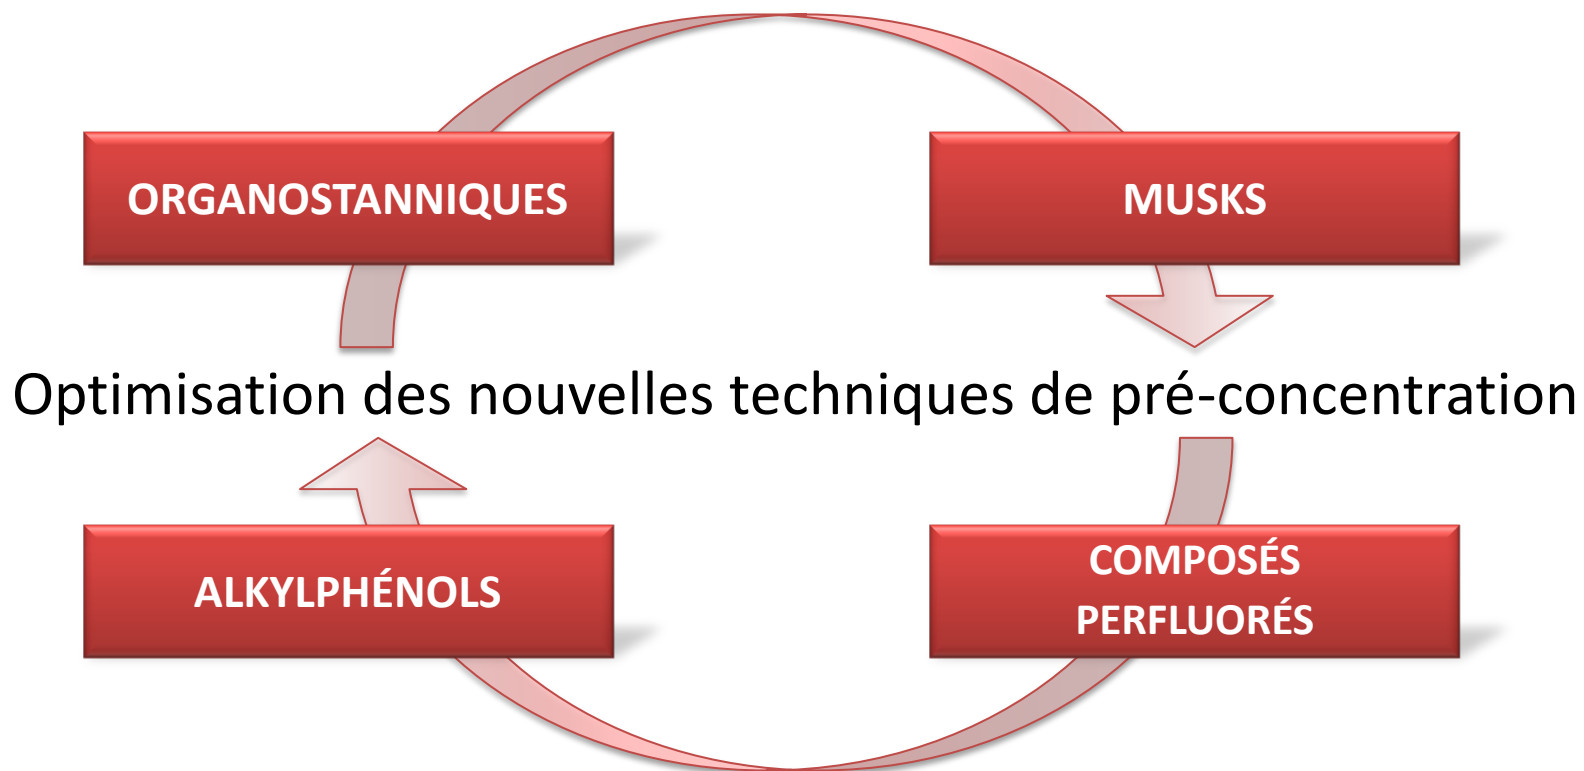 ORGANOSTANNIQUES
MUSKS
Optimisation des nouvelles techniques de pré-concentration
ALKYLPHÉNOLS
COMPOSÉS
PERFLUORÉS